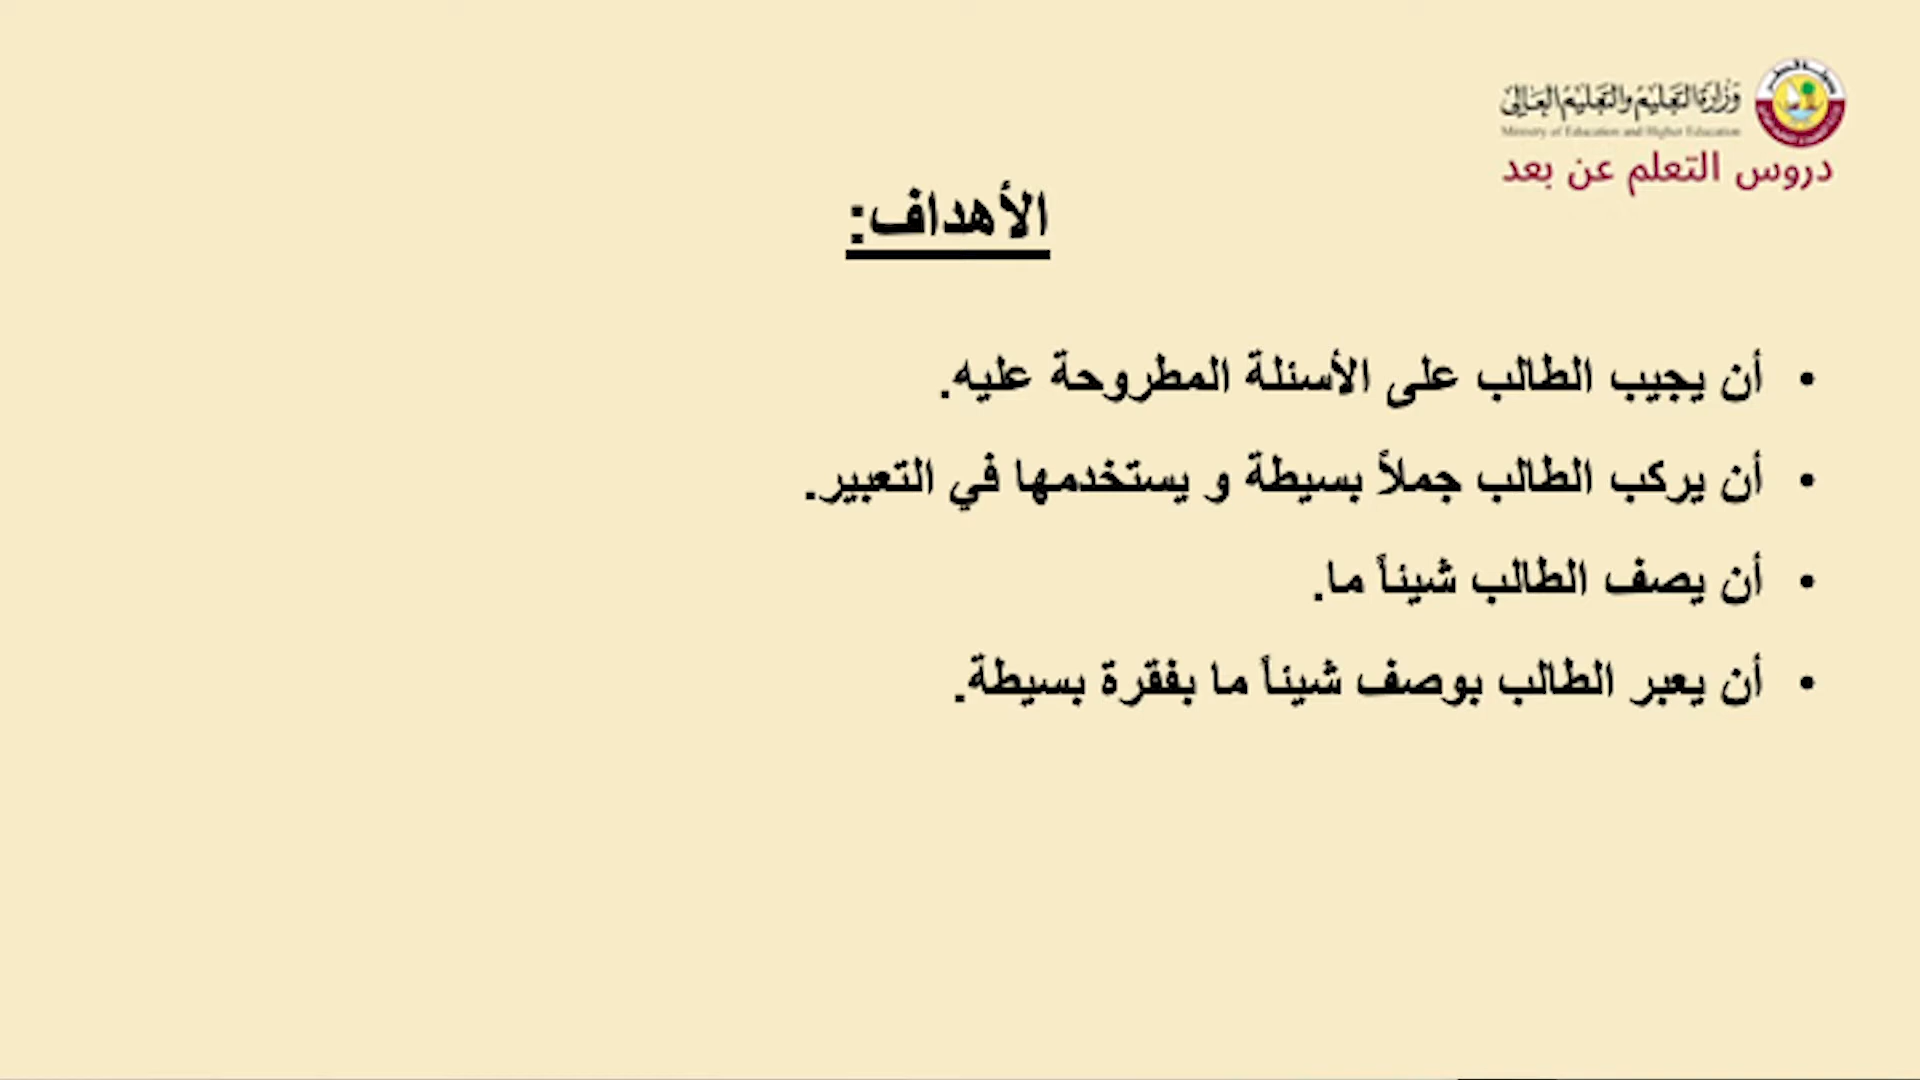 وزارة التعليم والتعليم العالي
Ministry of Education and Higher Education
دروس التعلم عن بعد
الأهداف:
• أن يجيب الطالب على الأسئلة المطروحة عليه.
• أن يركب الطالب جملاً بسيطة و يستخدمها في التعبير.
• أن يصف الطالب شيئاً ما.
• أن يعبر الطالب بوصف شيئاً ما بفقرة بسيطة.